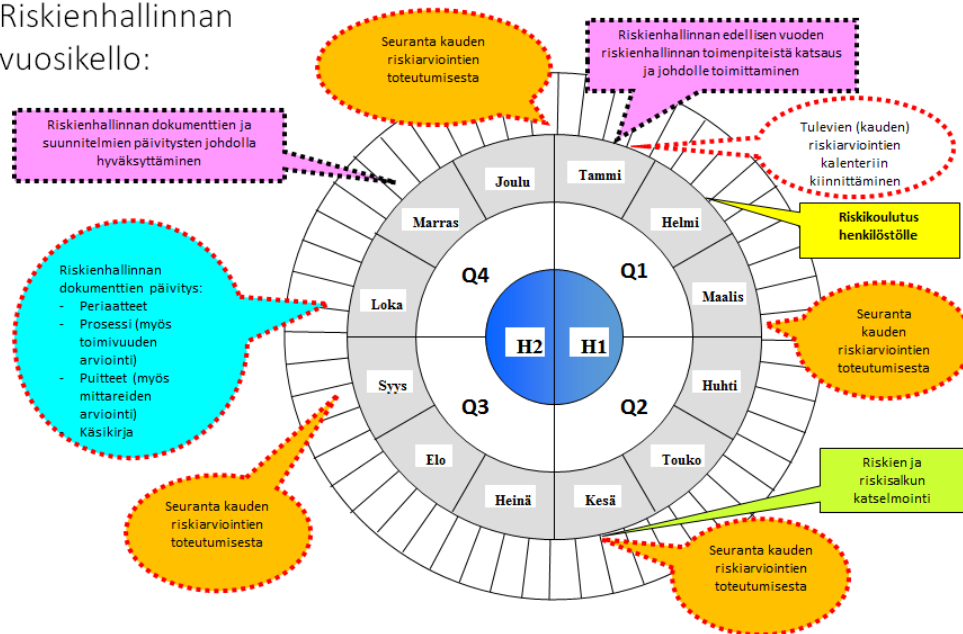 Riskienhallinnan
vuosikello:
Seuranta kauden
riskiarviointien
toteutumisesta
Riskienhallinnan edellisen vuoden
riskienhallinnan toimenpiteistä katsaus
ja johdolle toimittaminen
Riskienhallinnan dokumenttien ja
suunnitelmien päivitysten johdolla
hyväksyttäminen
Tulevien (kauden)
riskiarviointien
kalenteriin
kiinnittäminen
Riskikoulutus
henkilöstölle
Riskienhallinnan
dokumenttien päivitys:
- Periaatteet
- Prosessi (myös
toimivuuden
arviointi)
- Puitteet (myös
mittareiden
arviointi)
- Käsikirja
Seuranta
kauden
riskiarviointien
toteutumisesta
Riskien ja
riskisalkun
katselmointi
Seuranta kauden
riskiarviointien
toteutumisesta
Seuranta kauden
riskiarviointien
toteutumisesta
Joulu
Tammi
Marras
Helmi
Loka
Maalis
Syys
Huhti
Elo
Touko
Heinä
Kesä
Q4
Q1
Q3
Q2
H2
H1